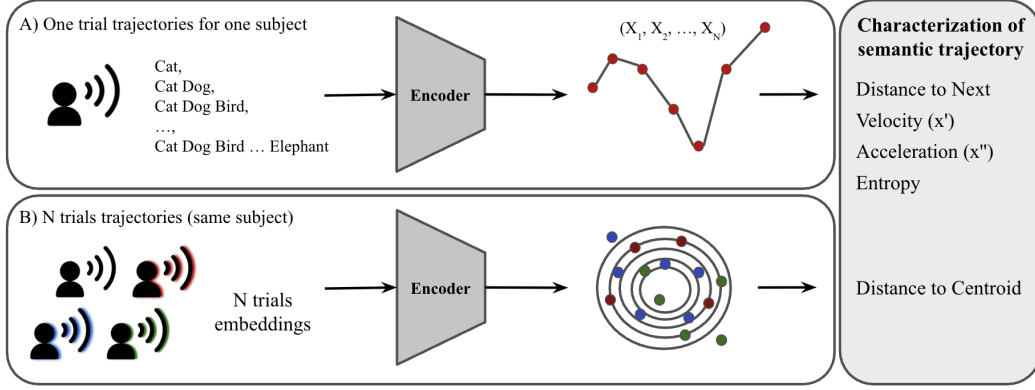 A) One trial trajectories for one subject
Cat,
Cat Dog,
Cat Dog Bird,
…,
Cat Dog Bird … Elephant
Encoder
(X₁, X₂, …, X_N)
B) N trials trajectories (same subject)
N trials
embeddings
Encoder
Characterization of
semantic trajectory
Distance to Next
Velocity (x')
Acceleration (x'')
Entropy
Distance to Centroid